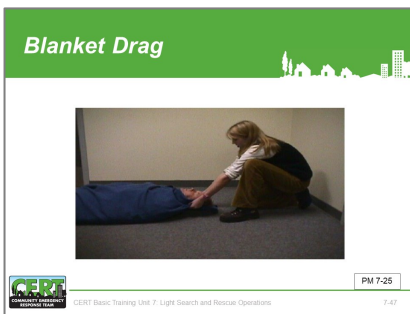 Blanket Drag
PM 7-25
CERT
COMMUNITY EMERGENCY
RESPONSE TEAM
CERT Basic Training Unit 7: Light Search and Rescue Operations
7-47